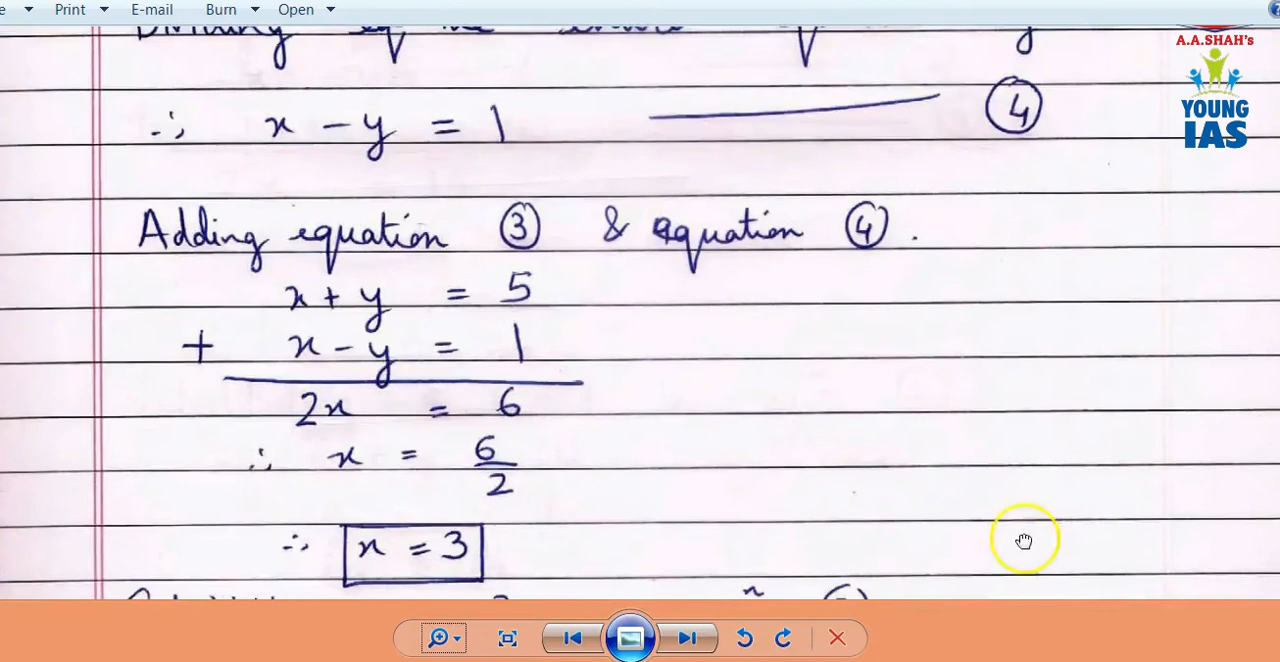 Print Burn E-mail Open
A.A.SHAH's
YOUNG
IAS
∴ x - y = 1 ④
Adding equation ③ & equation ④.
x + y = 5
+ x - y = 1
2x = 6
∴ x = 6/2
∴ x = 3